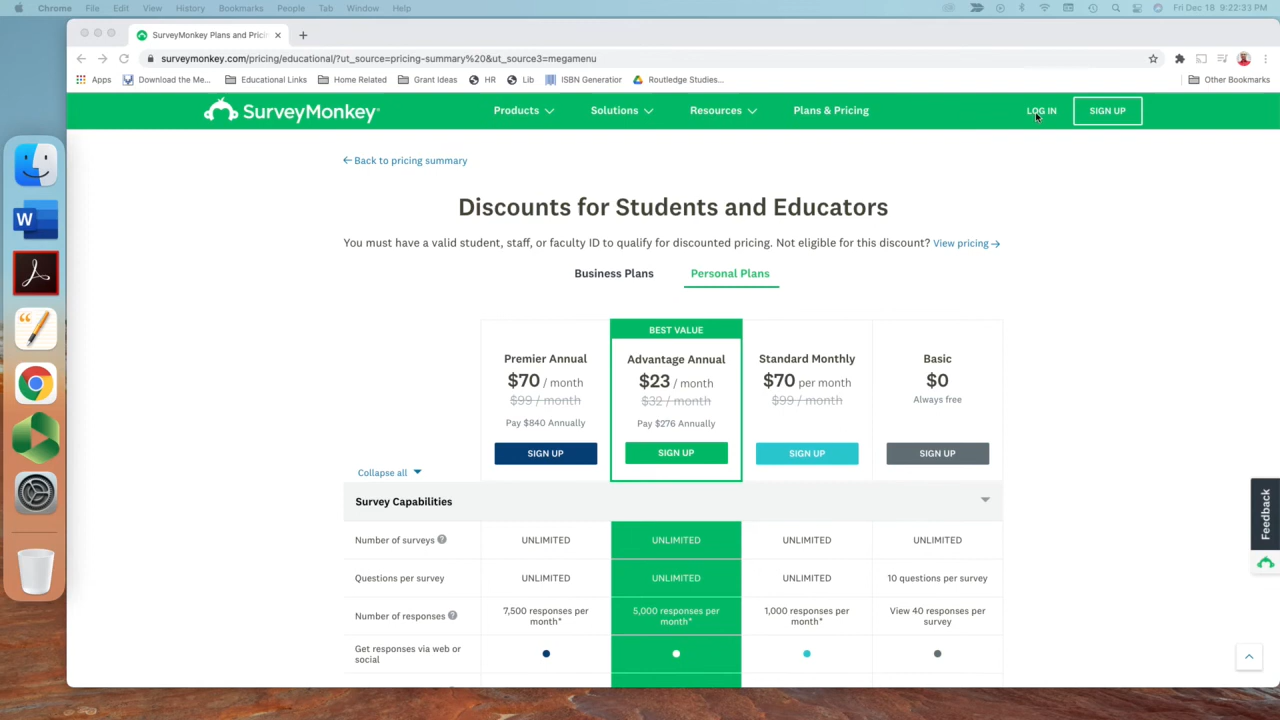 Chrome File Edit View History Bookmarks People Tab Window Help Fri Dec 18 9:22:33 PM
SurveyMonkey Plans and Pricin
surveymonkey.com/pricing/educational/?ut_source=pricing-summary%20&ut_source3=megamenu
Apps Download the Me... Educational Links Home Related Grant Ideas HR Lib ISBN Generatior Routledge Studies... Other Bookmarks
SurveyMonkey Products Solutions Resources Plans & Pricing LOG IN SIGN UP
Back to pricing summary
Discounts for Students and Educators
You must have a valid student, staff, or faculty ID to qualify for discounted pricing. Not eligible for this discount? View pricing →
Business Plans Personal Plans
BEST VALUE
Premier Annual Advantage Annual Standard Monthly Basic
$70 / month $23 / month $70 per month $0
$99 / month $32 / month $99 / month Always free
Pay $840 Annually Pay $276 Annually
SIGN UP SIGN UP SIGN UP SIGN UP
Collapse all
Survey Capabilities
Number of surveys ? UNLIMITED UNLIMITED UNLIMITED UNLIMITED
Questions per survey UNLIMITED UNLIMITED UNLIMITED 10 questions per survey
Number of responses ? 7,500 responses per month* 5,000 responses per month* 1,000 responses per month* View 40 responses per survey
Get responses via web or social
Feedback
W